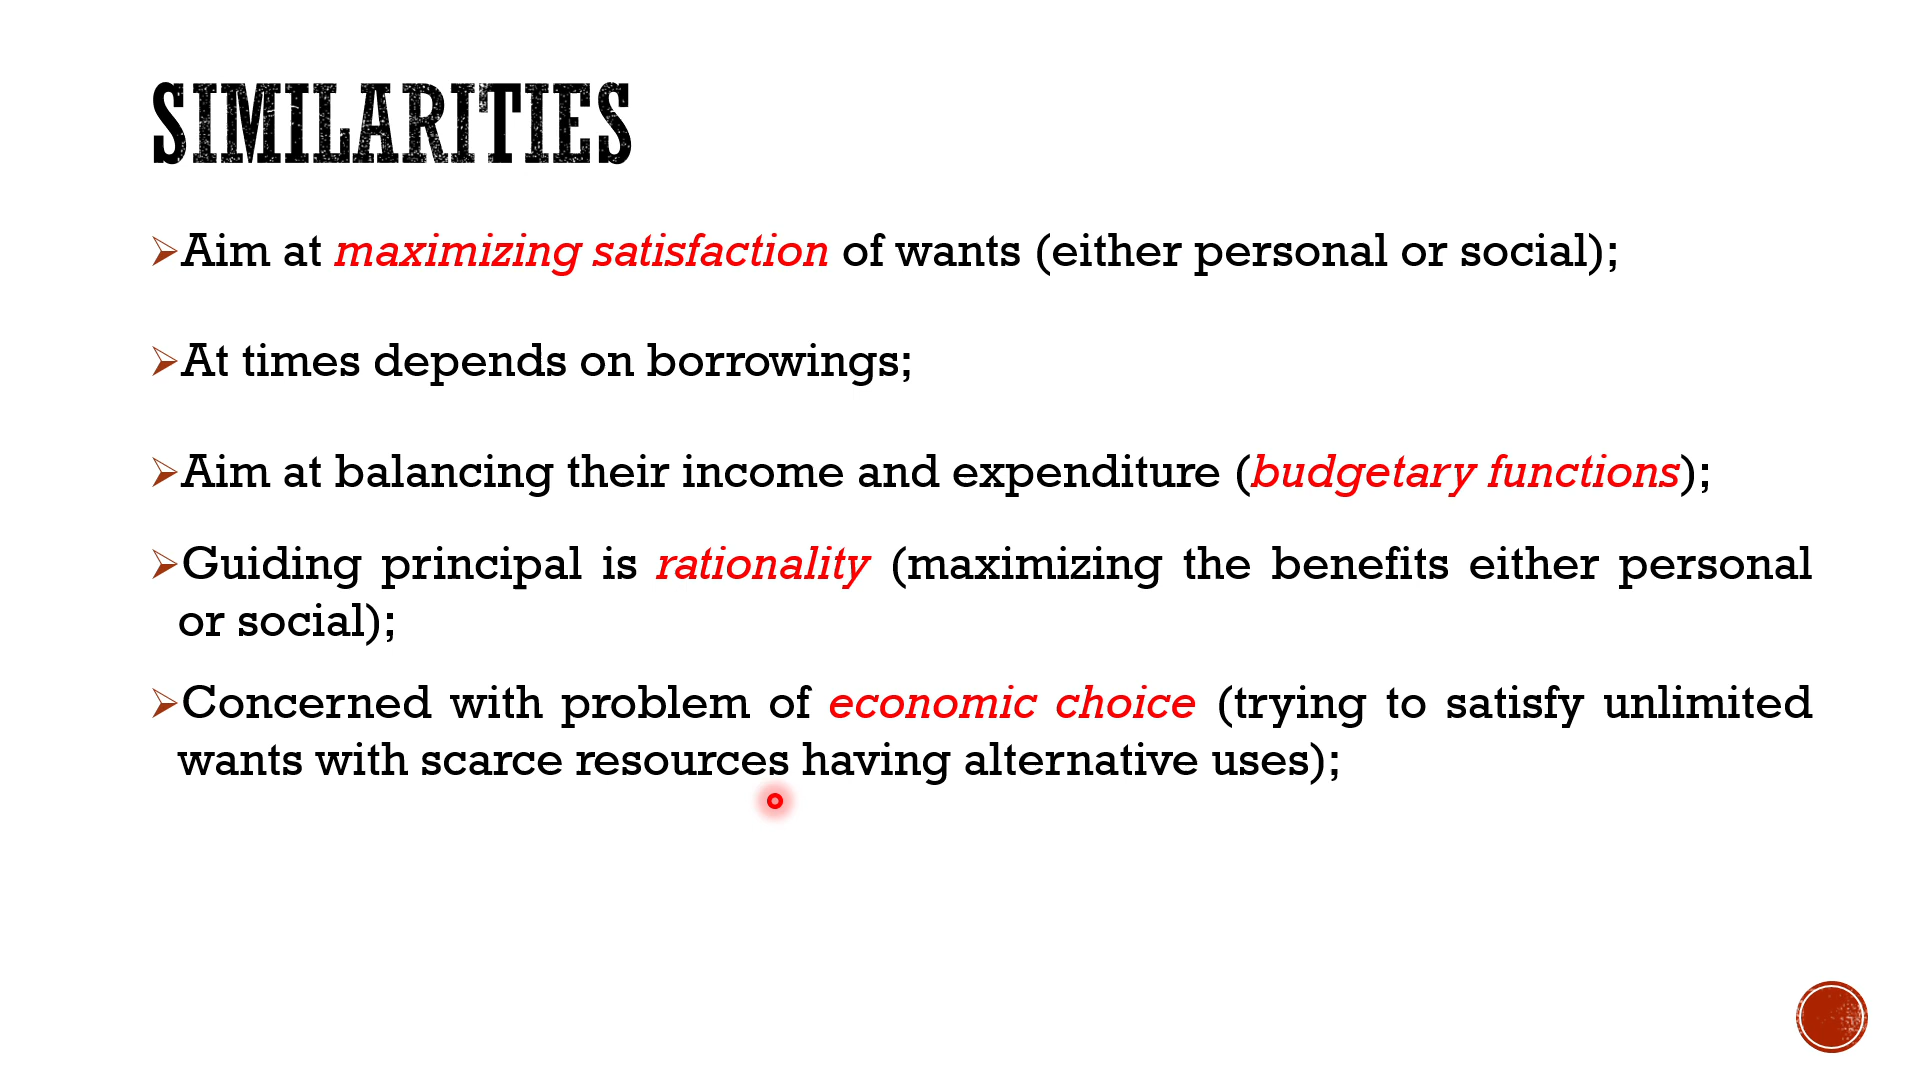 SIMILARITIES
➢Aim at maximizing satisfaction of wants (either personal or social);
➢At times depends on borrowings;
➢Aim at balancing their income and expenditure (budgetary functions);
➢Guiding principal is rationality (maximizing the benefits either personal
or social);
➢Concerned with problem of economic choice (trying to satisfy unlimited
wants with scarce resources having alternative uses);